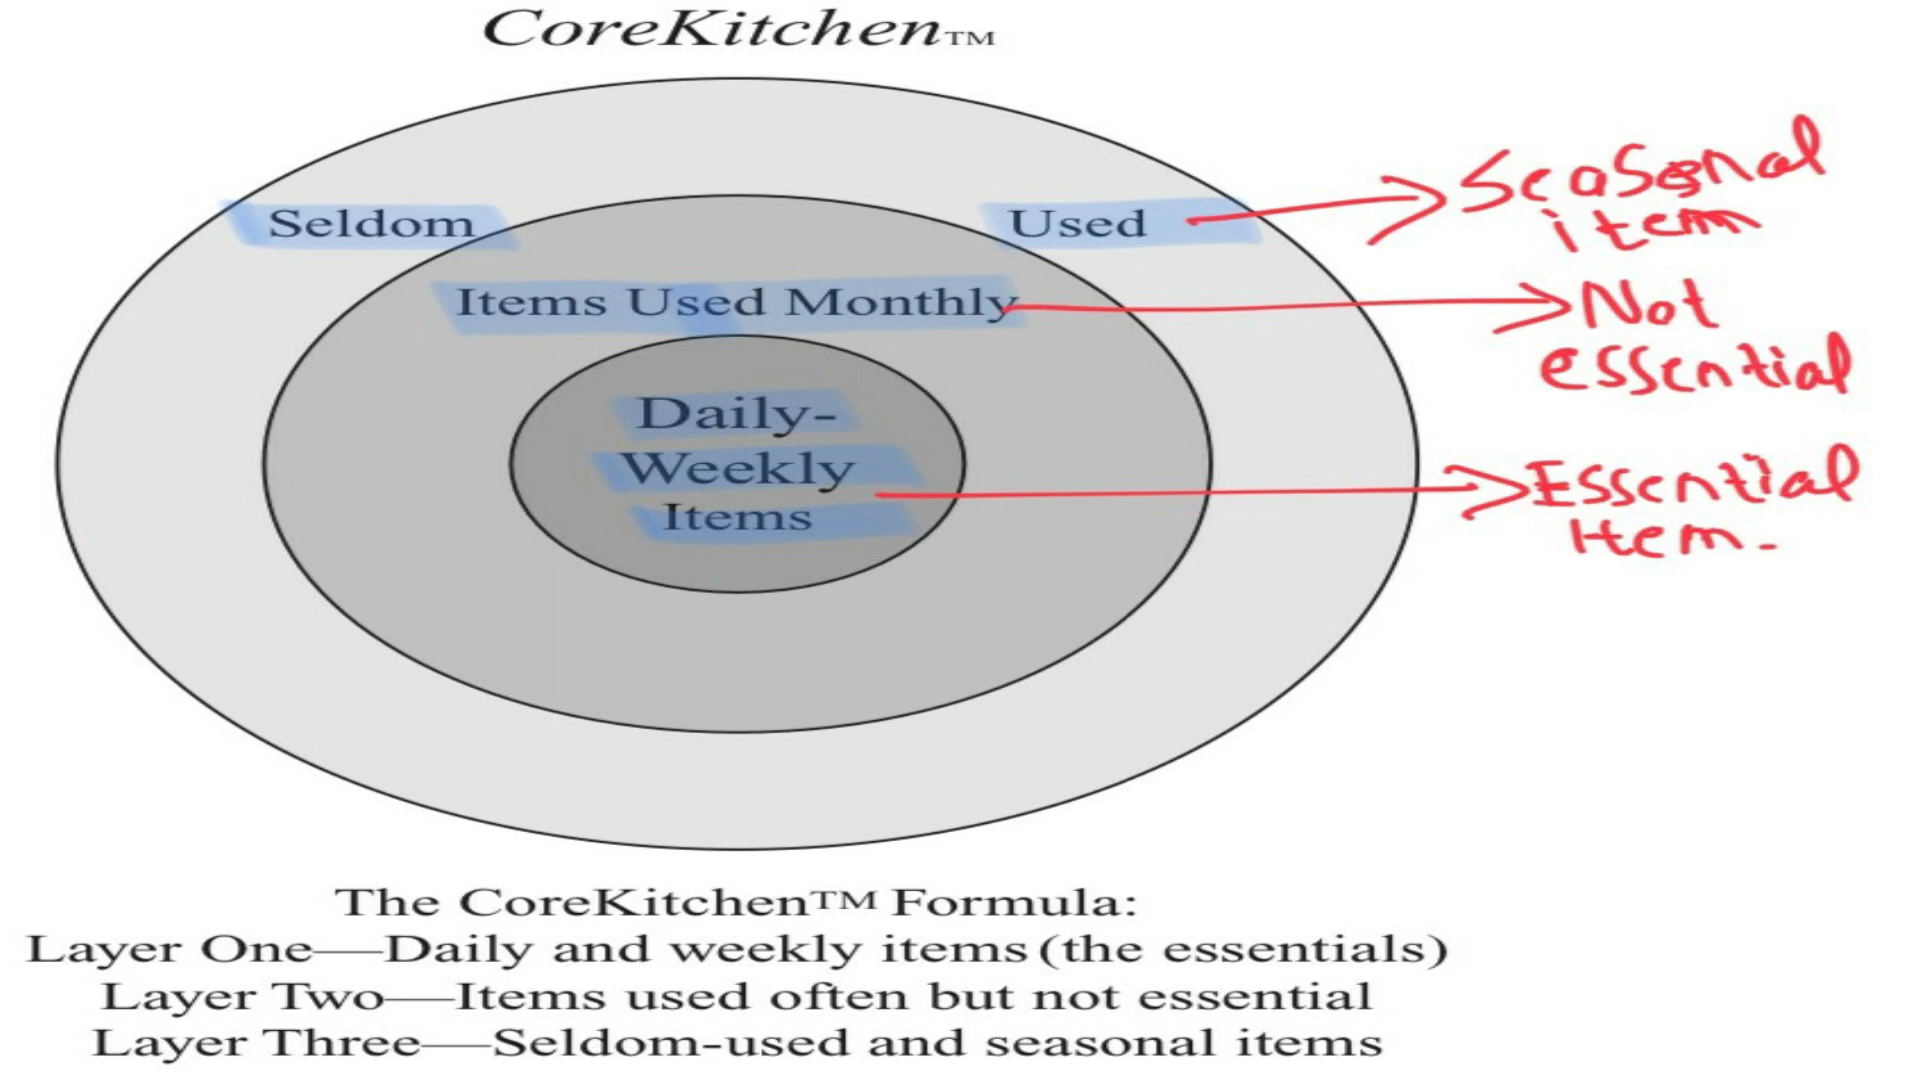 CoreKitchen™
Seldom Used
Seasonal
item
Items Used Monthly
Not
essential
Daily-
Weekly
Items
Essential
Item.
The CoreKitchen™ Formula:
Layer One—Daily and weekly items (the essentials)
Layer Two—Items used often but not essential
Layer Three—Seldom-used and seasonal items